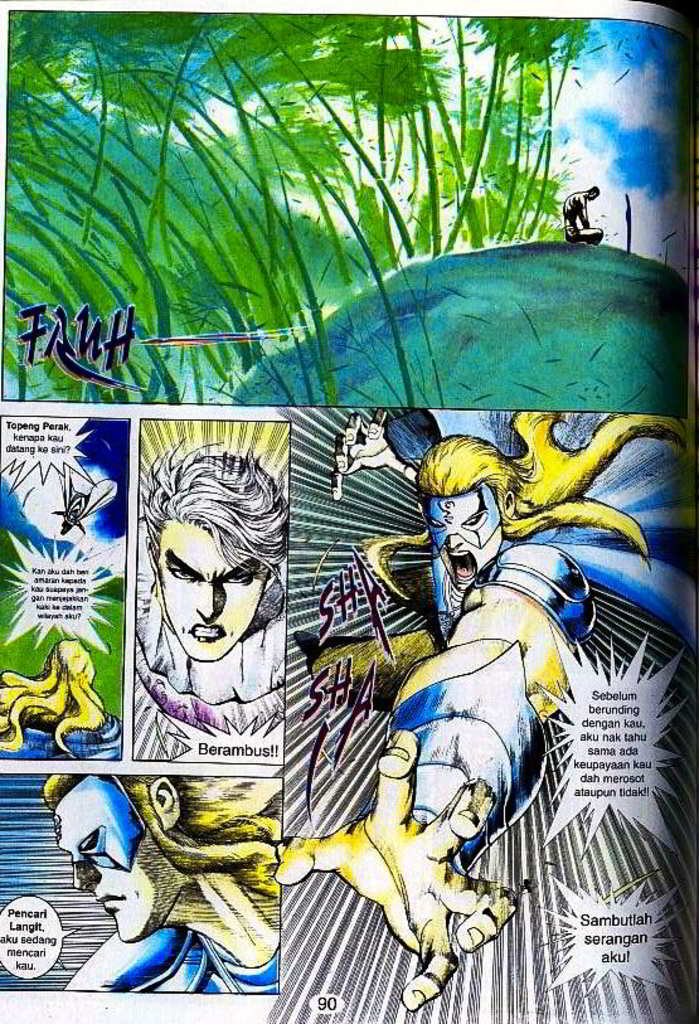 FRUH
Topeng Perak,
kenapa kau
datang ke sini?
Kan aku dah beri
amaran kepada
kau supaya jan-
gan menjejakkan
kaki ke dalam
wilayah aku?
Berambus!!
Pencari
Langit,
aku sedang
mencari
kau.
SHA
SHA
Sebelum
berunding
dengan kau,
aku nak tahu
sama ada
keupayaan kau
dah merosot
ataupun tidak!!
Sambutlah
serangan
aku!
90